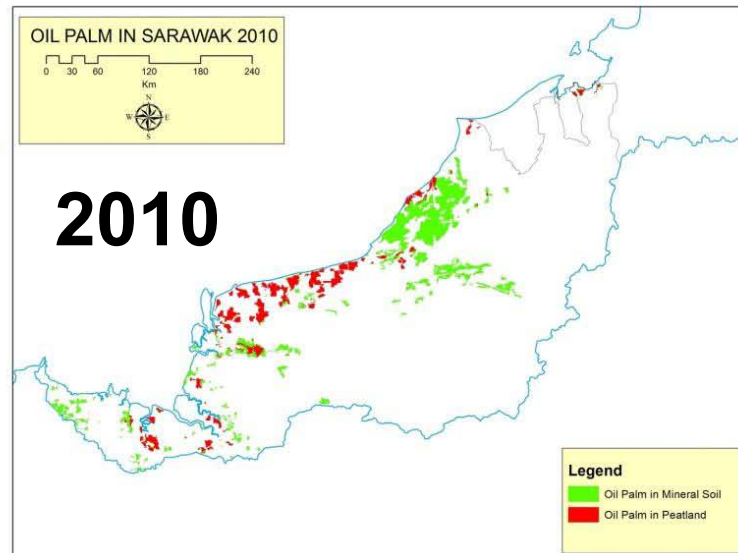 OIL PALM IN SARAWAK 2010
0 30 60 120 180 240
Km
N
W E
S
2010
Legend
Oil Palm in Mineral Soil
Oil Palm in Peatland